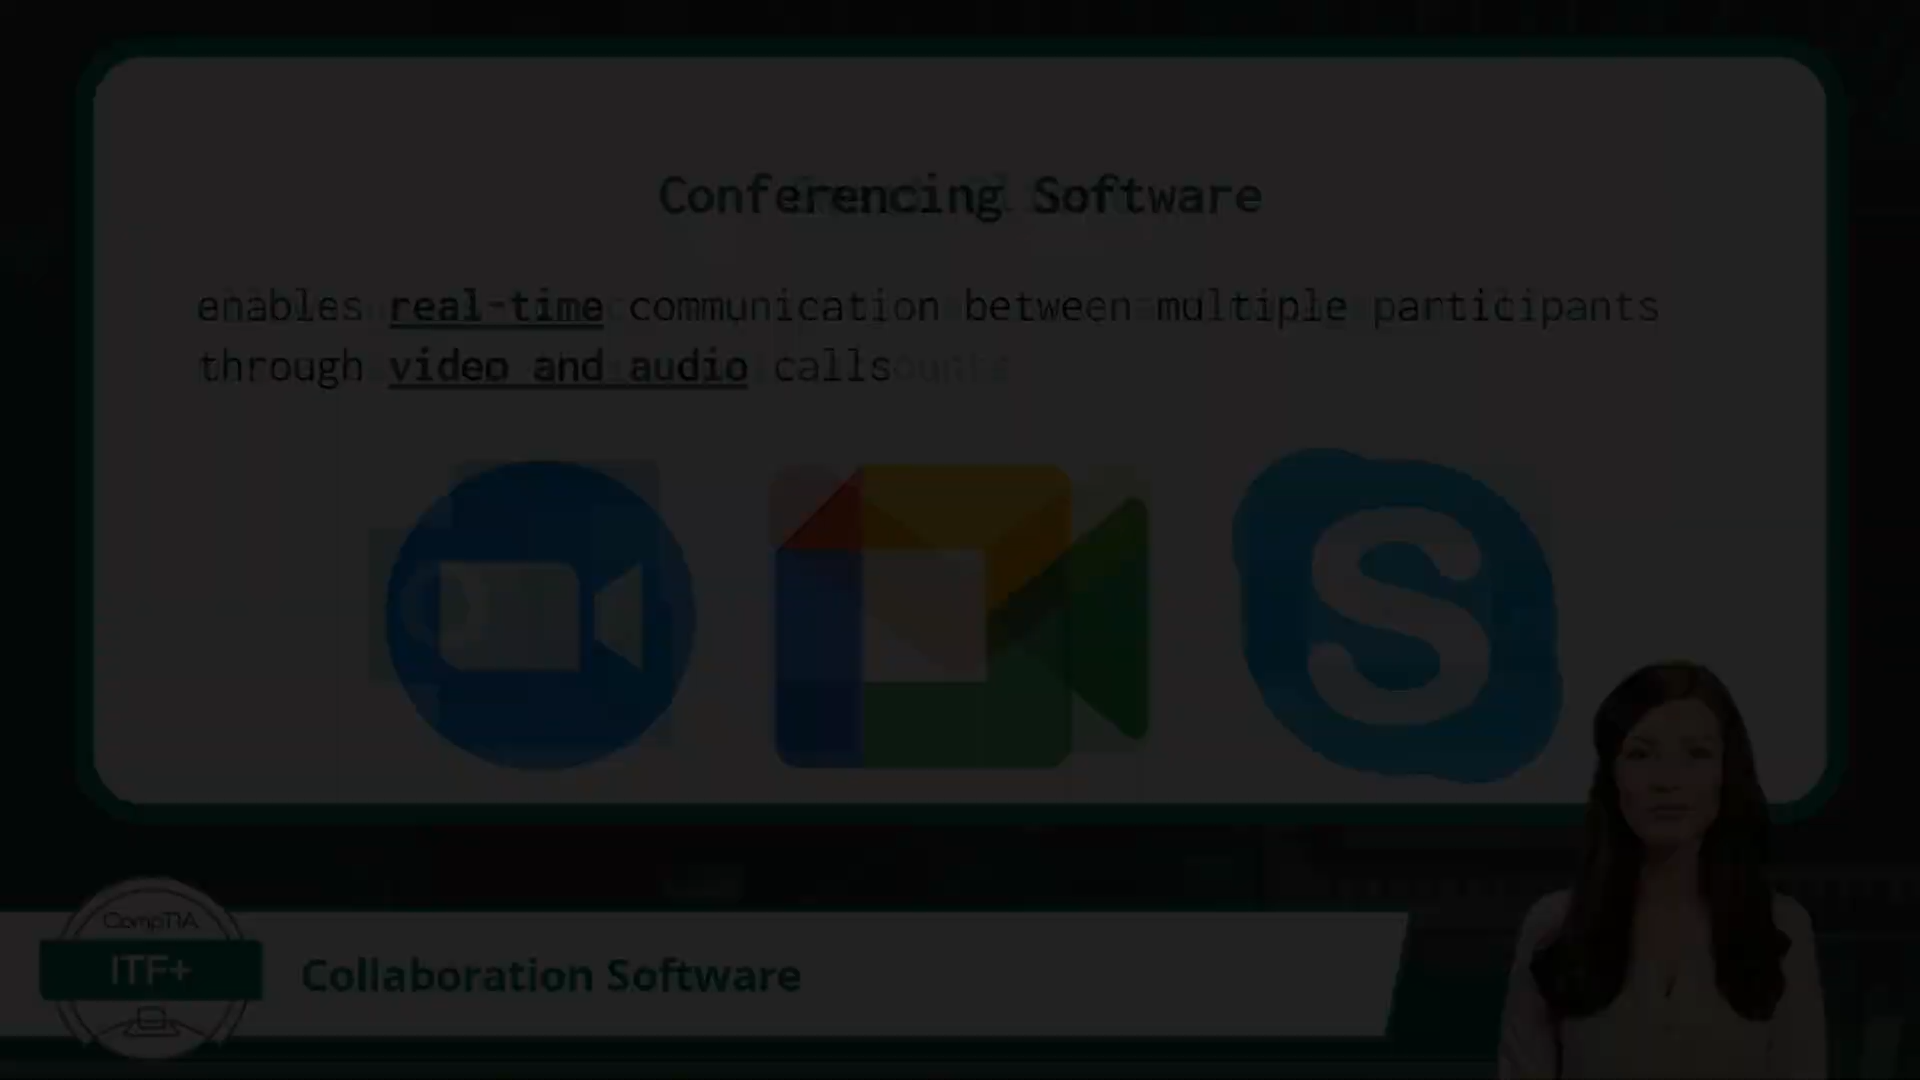 Conferencing Software
enables real-time communication between multiple participants
through video and audio calls
S
CompTIA
ITF+
Collaboration Software